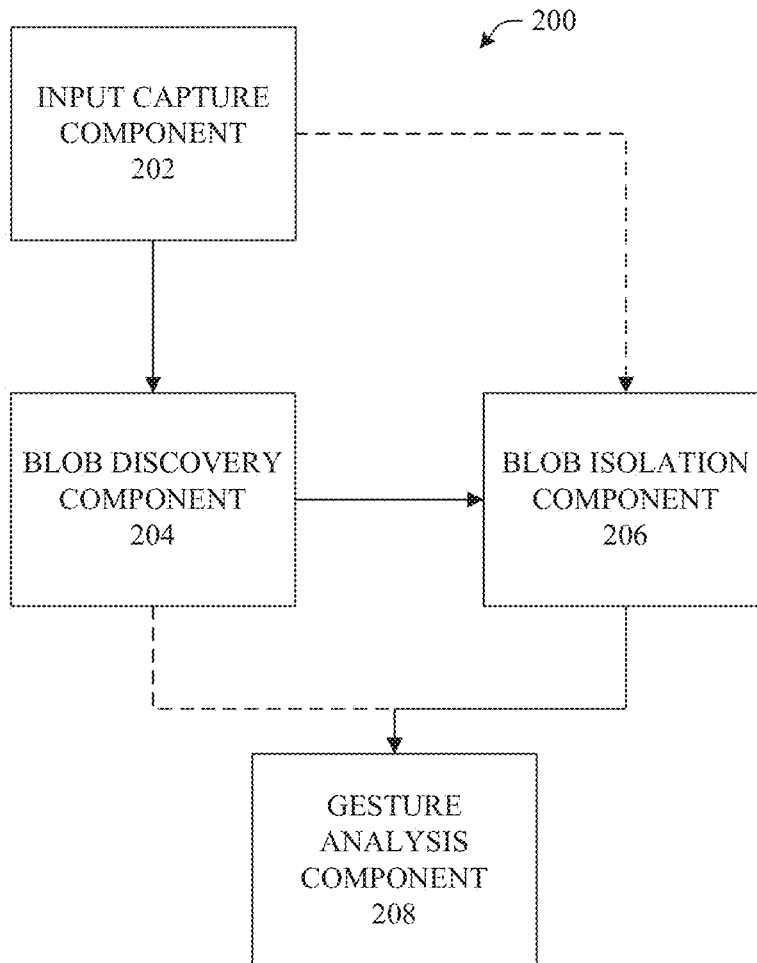 200
INPUT CAPTURE
COMPONENT
202
BLOB DISCOVERY
COMPONENT
204
BLOB ISOLATION
COMPONENT
206
GESTURE
ANALYSIS
COMPONENT
208